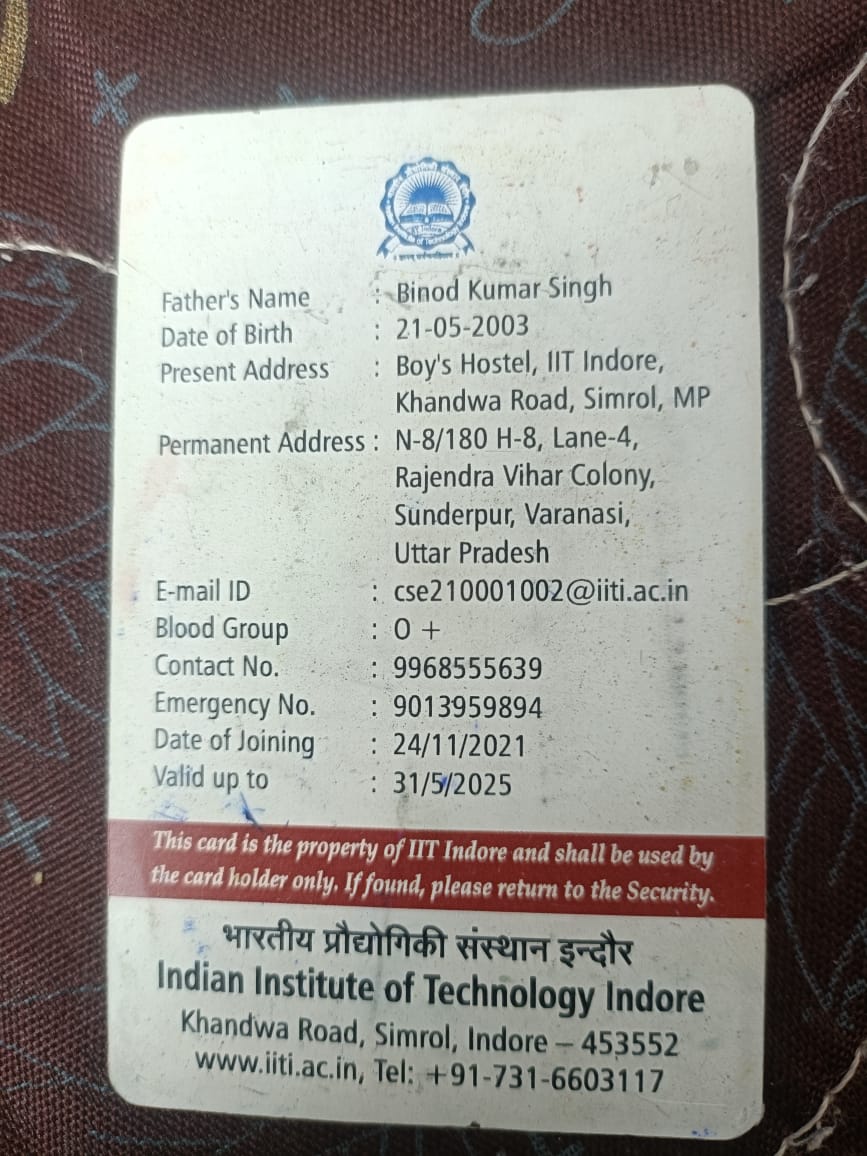 Father's Name : Binod Kumar Singh
Date of Birth : 21-05-2003
Present Address : Boy's Hostel, IIT Indore,
Khandwa Road, Simrol, MP
Permanent Address : N-8/180 H-8, Lane-4,
Rajendra Vihar Colony,
Sunderpur, Varanasi,
Uttar Pradesh
E-mail ID : cse210001002@iiti.ac.in
Blood Group : O +
Contact No. : 9968555639
Emergency No. : 9013959894
Date of Joining : 24/11/2021
Valid up to : 31/5/2025
This card is the property of IIT Indore and shall be used by
the card holder only. If found, please return to the Security.
भारतीय प्रौद्योगिकी संस्थान इन्दौर
Indian Institute of Technology Indore
Khandwa Road, Simrol, Indore – 453552
www.iiti.ac.in, Tel: +91-731-6603117